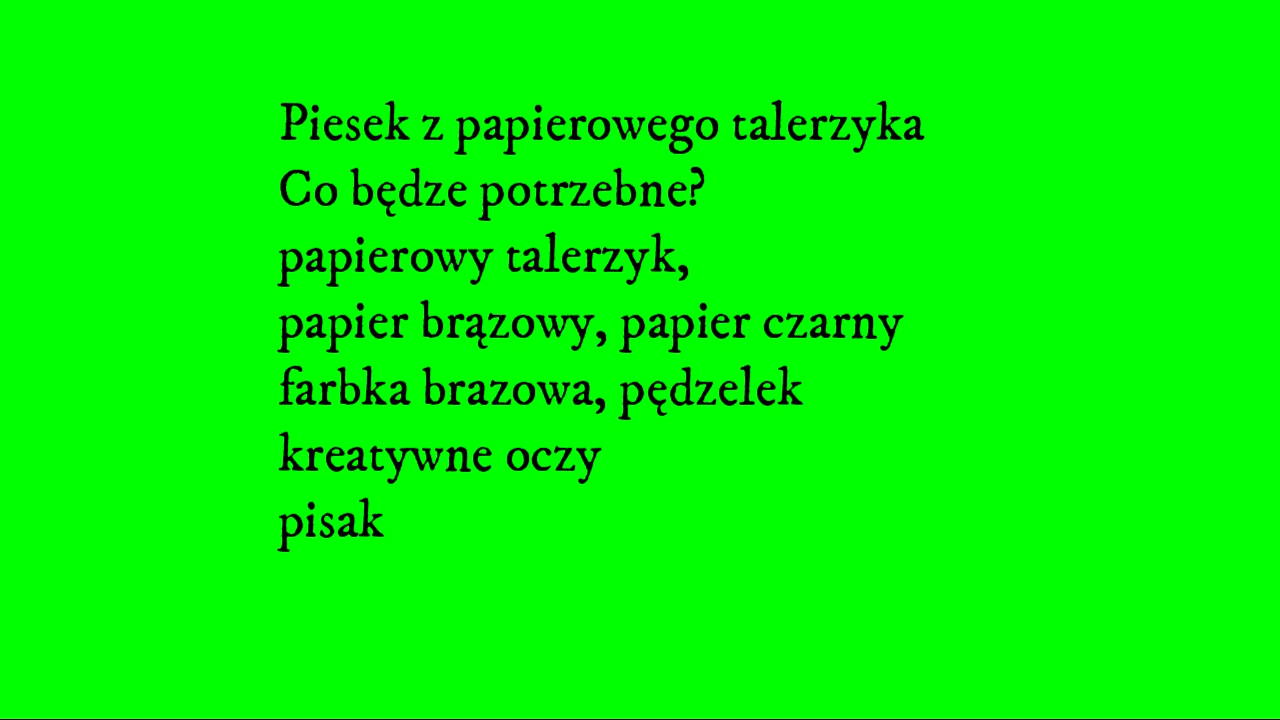 Piesek z papierowego talerzyka
Co będze potrzebne?
papierowy talerzyk,
papier brązowy, papier czarny
farbka brazowa, pędzelek
kreatywne oczy
pisak